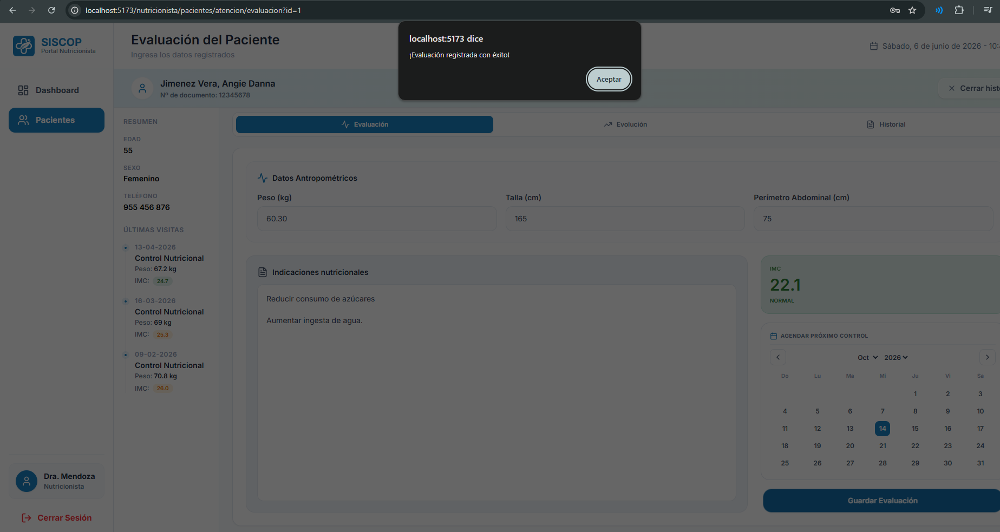 localhost:5173/nutricionista/pacientes/atencion/evaluacion?id=1
localhost:5173 dice
¡Evaluación registrada con éxito!
Aceptar
SISCOP
Portal Nutricionista
Dashboard
Pacientes
Dra. Mendoza
Nutricionista
Cerrar Sesión
Evaluación del Paciente
Ingresa los datos registrados
Sábado, 6 de junio de 2026 - 10:
Jimenez Vera, Angie Danna
Nº de documento: 12345678
Cerrar hist
RESUMEN
EDAD
55
SEXO
Femenino
TELÉFONO
955 456 876
ÚLTIMAS VISITAS
13-04-2026
Control Nutricional
Peso: 67.2 kg
IMC: 24.7
16-03-2026
Control Nutricional
Peso: 69 kg
IMC: 25.3
09-02-2026
Control Nutricional
Peso: 70.8 kg
IMC: 26.0
Evaluación
Evolución
Historial
Datos Antropométricos
Peso (kg)
60.30
Talla (cm)
165
Perímetro Abdominal (cm)
75
Indicaciones nutricionales
Reducir consumo de azúcares
Aumentar ingesta de agua.
IMC
22.1
NORMAL
AGENDAR PRÓXIMO CONTROL
Oct 2026
Do Lu Ma Mi Ju Vi Sa
1 2 3
4 5 6 7 8 9 10
11 12 13 14 15 16 17
18 19 20 21 22 23 24
25 26 27 28 29 30 31
Guardar Evaluación